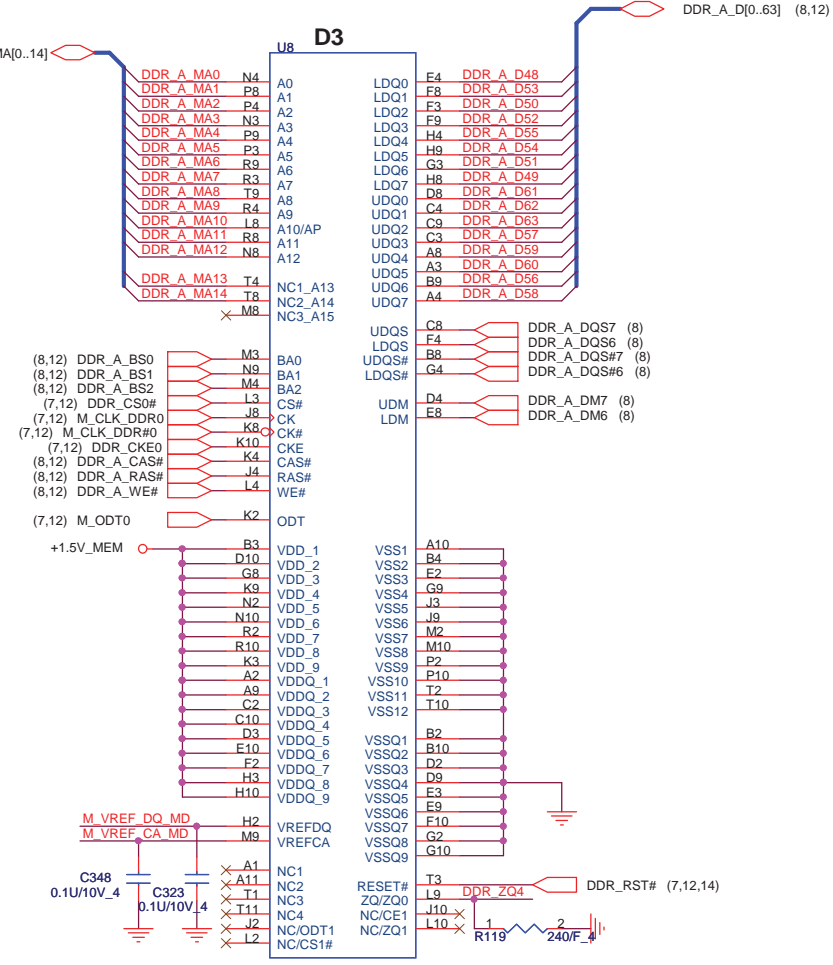 DDR_A_D[0..63] (8,12)
D3
U8
MA[0..14]
DDR_A_MA0 N4 A0 LDQ0 E4 DDR_A_D48
DDR_A_MA1 P8 A1 LDQ1 F8 DDR_A_D53
DDR_A_MA2 P4 A2 LDQ2 F3 DDR_A_D50
DDR_A_MA3 N3 A3 LDQ3 F9 DDR_A_D52
DDR_A_MA4 P9 A4 LDQ4 H4 DDR_A_D55
DDR_A_MA5 P3 A5 LDQ5 H9 DDR_A_D54
DDR_A_MA6 R9 A6 LDQ6 G3 DDR_A_D51
DDR_A_MA7 R3 A7 LDQ7 H8 DDR_A_D49
DDR_A_MA8 T9 A8 UDQ0 D8 DDR_A_D61
DDR_A_MA9 R4 A9 UDQ1 C4 DDR_A_D62
DDR_A_MA10 L8 A10/AP UDQ2 C9 DDR_A_D63
DDR_A_MA11 R8 A11 UDQ3 C3 DDR_A_D57
DDR_A_MA12 N8 A12 UDQ4 A8 DDR_A_D59
UDQ5 A3 DDR_A_D60
DDR_A_MA13 T4 NC1_A13 UDQ6 B9 DDR_A_D56
DDR_A_MA14 T8 NC2_A14 UDQ7 A4 DDR_A_D58
M8 NC3_A15
UDQS C8 DDR_A_DQS7 (8)
LDQS F4 DDR_A_DQS6 (8)
(8,12) DDR_A_BS0 M3 BA0 UDQS# B8 DDR_A_DQS#7 (8)
(8,12) DDR_A_BS1 N9 BA1 LDQS# G4 DDR_A_DQS#6 (8)
(8,12) DDR_A_BS2 M4 BA2
(7,12) DDR_CS0# L3 CS# UDM D4 DDR_A_DM7 (8)
(7,12) M_CLK_DDR0 J8 CK LDM E8 DDR_A_DM6 (8)
(7,12) M_CLK_DDR#0 K8 CK#
(7,12) DDR_CKE0 K10 CKE
(8,12) DDR_A_CAS# K4 CAS#
(8,12) DDR_A_RAS# J4 RAS#
(8,12) DDR_A_WE# L4 WE#
(7,12) M_ODT0 K2 ODT
+1.5V_MEM B3 VDD_1 VSS1 A10
D10 VDD_2 VSS2 B4
G8 VDD_3 VSS3 E2
K9 VDD_4 VSS4 G9
N2 VDD_5 VSS5 J3
N10 VDD_6 VSS6 J9
R2 VDD_7 VSS7 M2
R10 VDD_8 VSS8 M10
K3 VDD_9 VSS9 P2
A2 VDDQ_1 VSS10 P10
A9 VDDQ_2 VSS11 T2
C2 VDDQ_3 VSS12 T10
C10 VDDQ_4
D3 VDDQ_5 VSSQ1 B2
E10 VDDQ_6 VSSQ2 B10
F2 VDDQ_7 VSSQ3 D2
H3 VDDQ_8 VSSQ4 D9
H10 VDDQ_9 VSSQ5 E3
VSSQ6 E9
M_VREF_DQ_MD H2 VREFDQ VSSQ7 F10
M_VREF_CA_MD M9 VREFCA VSSQ8 G2
VSSQ9 G10
A1 NC1
C348 A11 NC2 RESET# T3 DDR_RST# (7,12,14)
0.1U/10V_4 C323 T1 NC3 ZQ/ZQ0 L9 DDR_ZQ4
0.1U/10V_4 T11 NC4 NC/CE1 J10
J2 NC/ODT1 NC/ZQ1 L10 1 2
L2 NC/CS1# R119 240/F_4